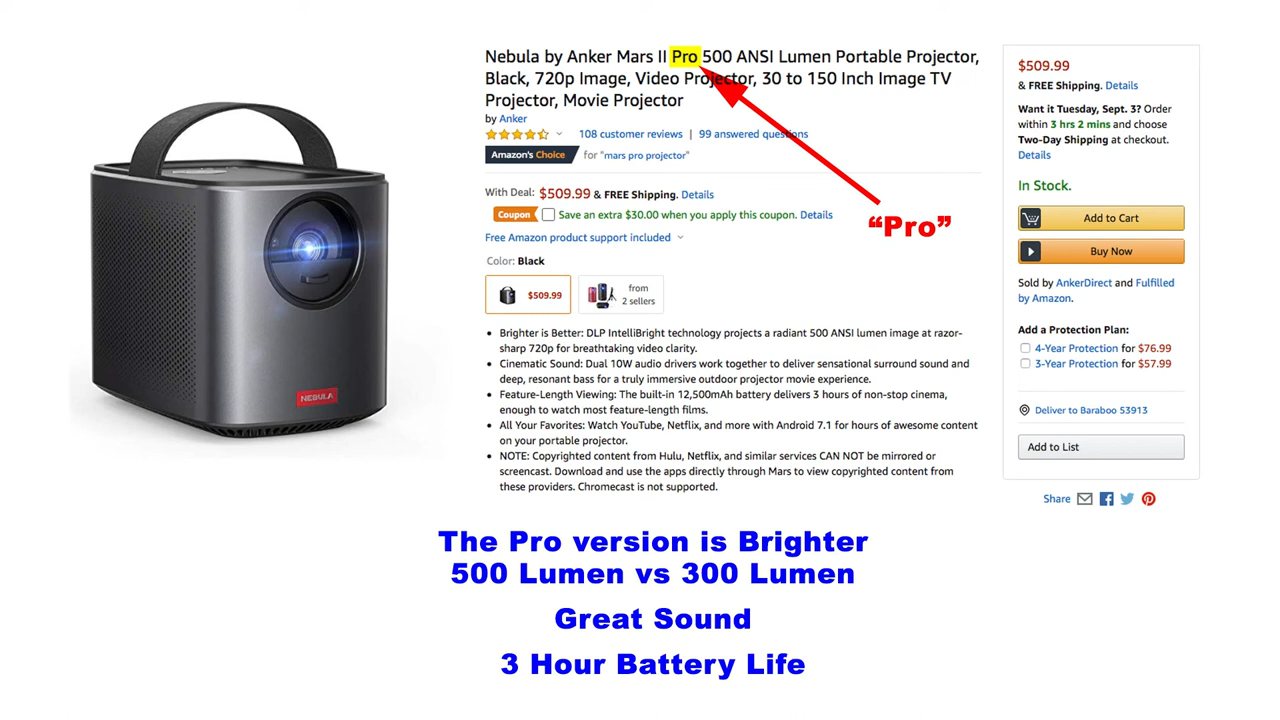 Nebula by Anker Mars II Pro 500 ANSI Lumen Portable Projector,
Black, 720p Image, Video Projector, 30 to 150 Inch Image TV
Projector, Movie Projector
by Anker
108 customer reviews | 99 answered questions
Amazon's Choice for "mars pro projector"
With Deal: $509.99 & FREE Shipping. Details
Coupon Save an extra $30.00 when you apply this coupon. Details
Free Amazon product support included
Color: Black
$509.99
from
2 sellers
• Brighter is Better: DLP IntelliBright technology projects a radiant 500 ANSI lumen image at razor-
sharp 720p for breathtaking video clarity.
• Cinematic Sound: Dual 10W audio drivers work together to deliver sensational surround sound and
deep, resonant bass for a truly immersive outdoor projector movie experience.
• Feature-Length Viewing: The built-in 12,500mAh battery delivers 3 hours of non-stop cinema,
enough to watch most feature-length films.
• All Your Favorites: Watch YouTube, Netflix, and more with Android 7.1 for hours of awesome content
on your portable projector.
• NOTE: Copyrighted content from Hulu, Netflix, and similar services CAN NOT be mirrored or
screencast. Download and use the apps directly through Mars to view copyrighted content from
these providers. Chromecast is not supported.
“Pro”
$509.99
& FREE Shipping. Details
Want it Tuesday, Sept. 3? Order
within 3 hrs 2 mins and choose
Two-Day Shipping at checkout.
Details
In Stock.
Add to Cart
Buy Now
Sold by AnkerDirect and Fulfilled
by Amazon.
Add a Protection Plan:
4-Year Protection for $76.99
3-Year Protection for $57.99
Deliver to Baraboo 53913
Add to List
Share
NEBULA
The Pro version is Brighter
500 Lumen vs 300 Lumen
Great Sound
3 Hour Battery Life